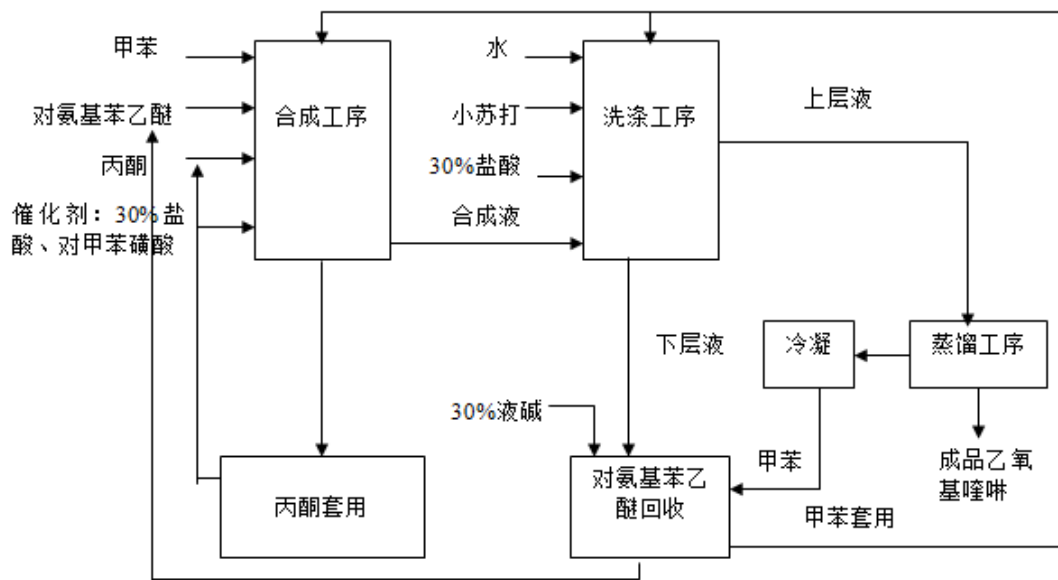 甲苯
对氨基苯乙醚
丙酮
催化剂：30%盐
酸、对甲苯磺酸
合成工序
水
小苏打
30%盐酸
合成液
洗涤工序
上层液
下层液
冷凝
蒸馏工序
30%液碱
甲苯
成品乙氧
基喹啉
丙酮套用
对氨基苯乙
醚回收
甲苯套用